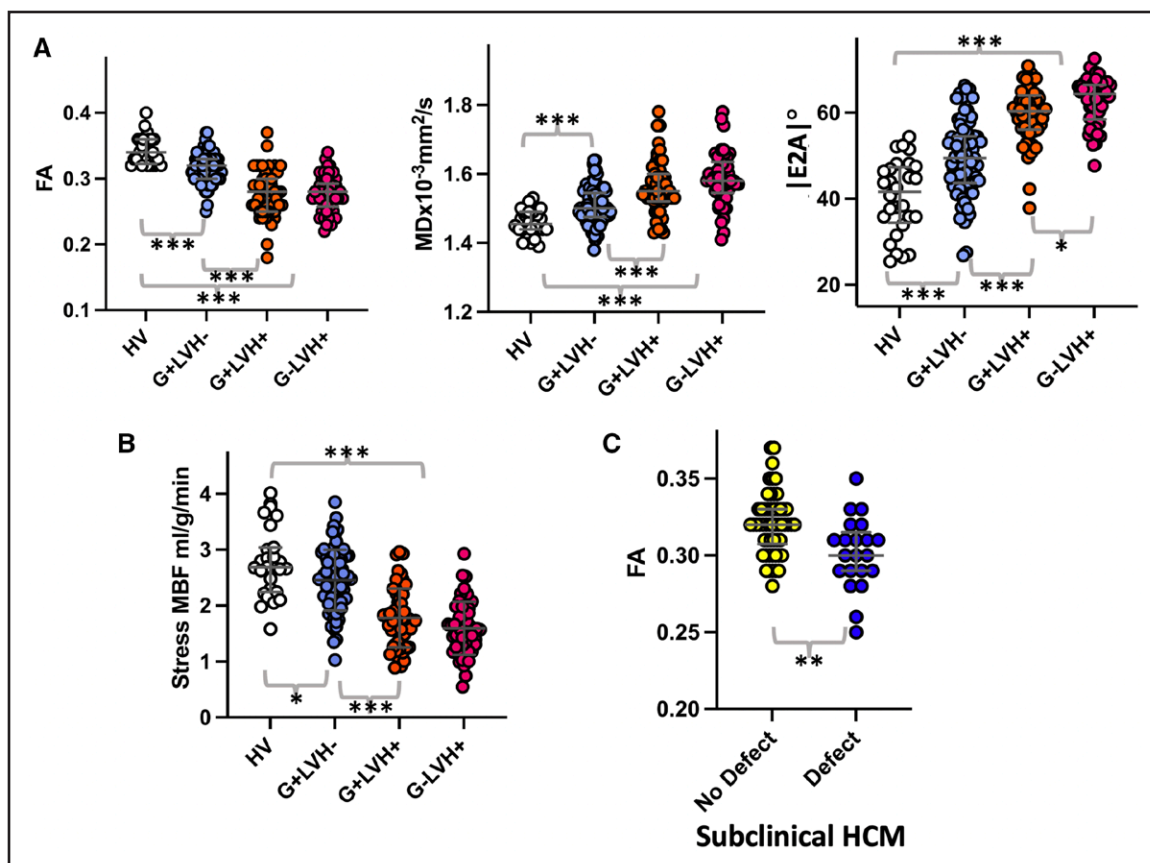 A
FA
0.4
0.3
0.2
0.1
***
***
***
HV
G+LVH-
G+LVH+
G-LVH+
MDx10-3mm2/s
1.8
1.6
1.4
1.2
***
***
***
HV
G+LVH-
G+LVH+
G-LVH+
|E2A|°
60
40
20
***
*
***
***
HV
G+LVH-
G+LVH+
G-LVH+
B
Stress MBF ml/g/min
4
3
2
1
0
***
*
***
HV
G+LVH-
G+LVH+
G-LVH+
C
FA
0.35
0.30
0.25
0.20
**
No Defect
Defect
Subclinical HCM